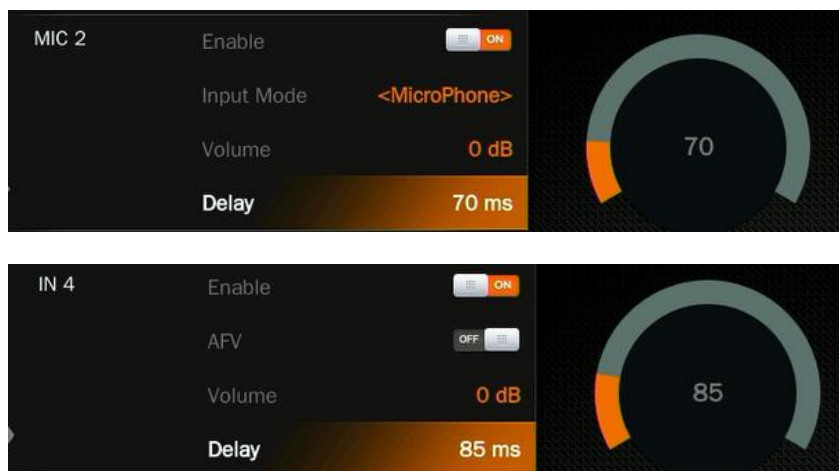 MIC 2 Enable ON
Input Mode <MicroPhone>
Volume 0 dB
Delay 70 ms
70
IN 4 Enable ON
AFV OFF
Volume 0 dB
Delay 85 ms
85